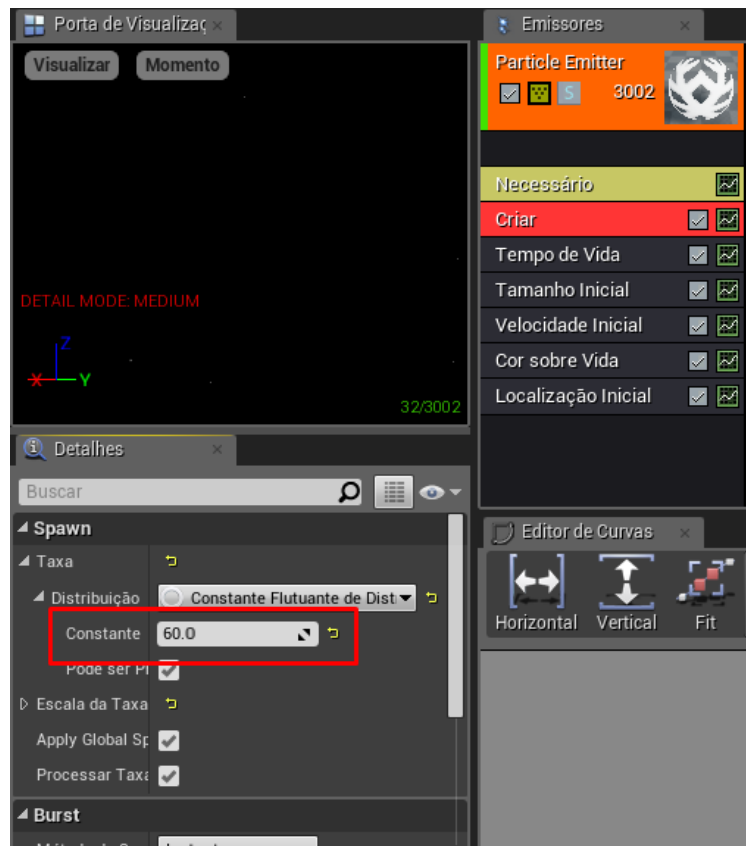 Porta de Visualizaç
Visualizar Momento
DETAIL MODE: MEDIUM
Z
X Y
32/3002
Emissores
Particle Emitter
S 3002
Necessário
Criar
Tempo de Vida
Tamanho Inicial
Velocidade Inicial
Cor sobre Vida
Localização Inicial
Detalhes
Buscar
Spawn
Taxa
Distribuição Constante Flutuante de Dist
Constante 60.0
Pode ser
Escala da Taxa
Apply Global Sp
Processar Taxa
Burst
Editor de Curvas
Horizontal Vertical Fit